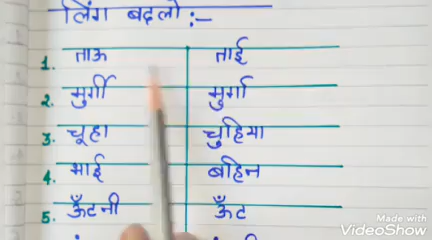 लिंग बदलो :-
1. ताऊ ताई
2. मुर्गी मुर्गा
3. चूहा चुहिया
4. भाई बहिन
5. ऊँटनी ऊँट
Made with
VideoShow